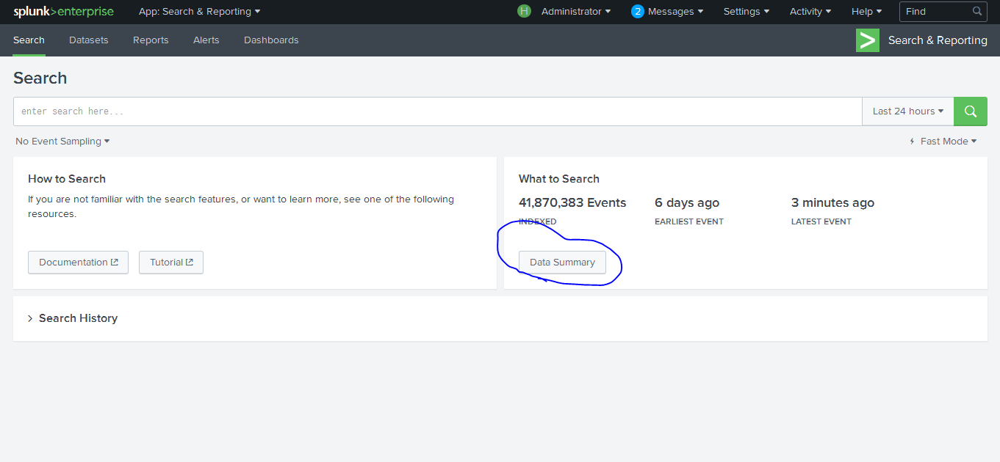 splunk>enterprise App: Search & Reporting H Administrator 2 Messages Settings Activity Help Find
Search Datasets Reports Alerts Dashboards > Search & Reporting
Search
enter search here... Last 24 hours
No Event Sampling Fast Mode
How to Search
If you are not familiar with the search features, or want to learn more, see one of the following
resources.
Documentation Tutorial
What to Search
41,870,383 Events 6 days ago 3 minutes ago
INDEXED EARLIEST EVENT LATEST EVENT
Data Summary
> Search History